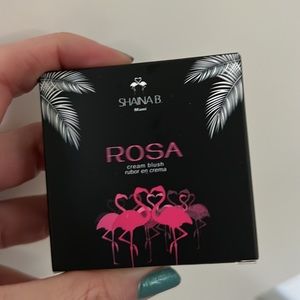 SHAINA B.
Miami
ROSA
cream blush
rubor en crema